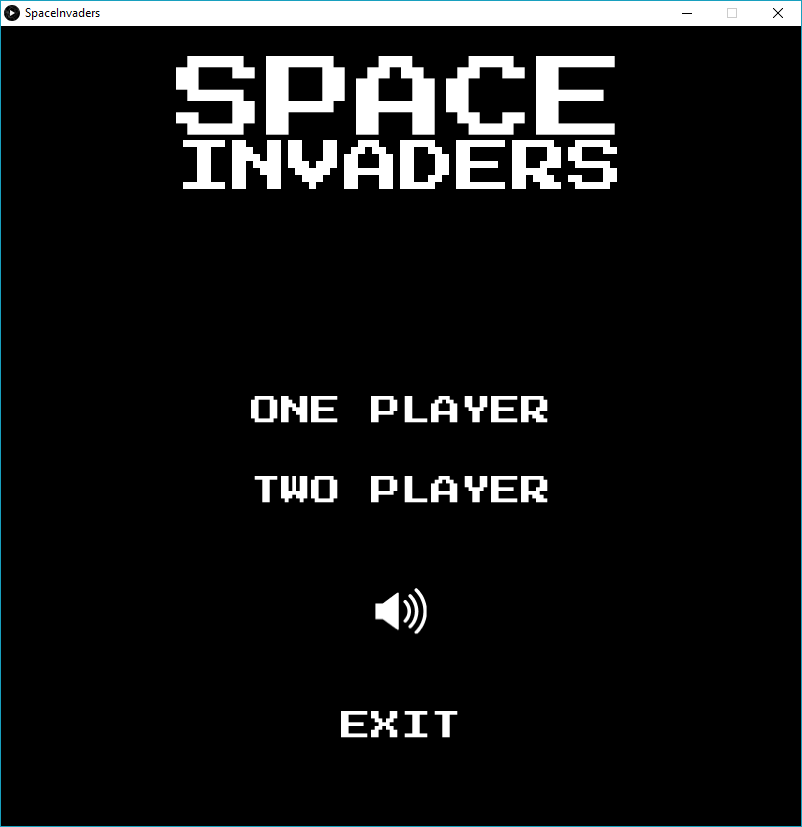 SpaceInvaders
SPACE
INVADERS
ONE PLAYER
TWO PLAYER
EXIT